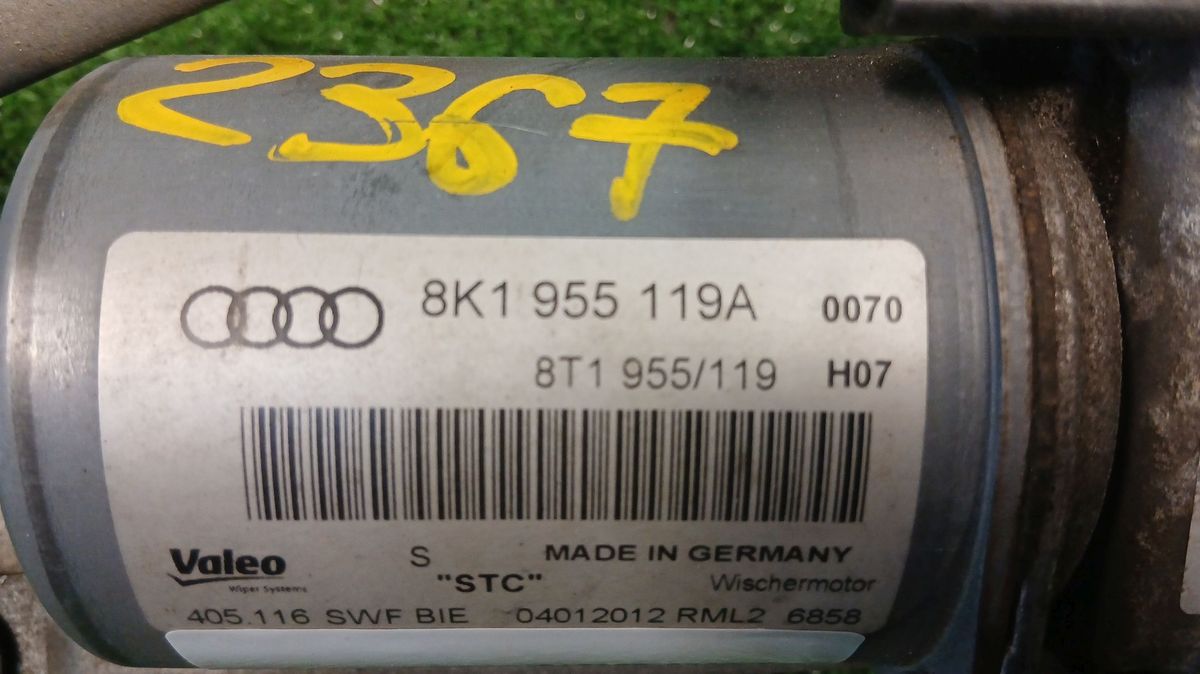 2367
8K1 955 119A 0070
8T1 955/119 H07
Valeo S MADE IN GERMANY
Wiper Systems "STC" Wischermotor
405.116 SWF BIE 04012012 RML2 6858